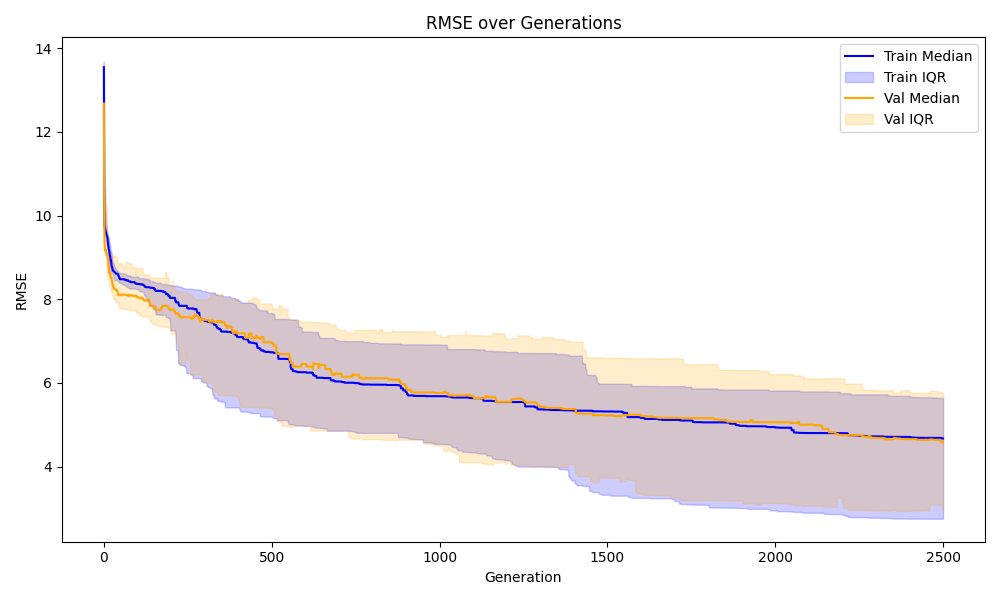 RMSE over Generations
Train Median
Train IQR
Val Median
Val IQR
RMSE
14
12
10
8
6
4
0
500
1000
1500
2000
2500
Generation